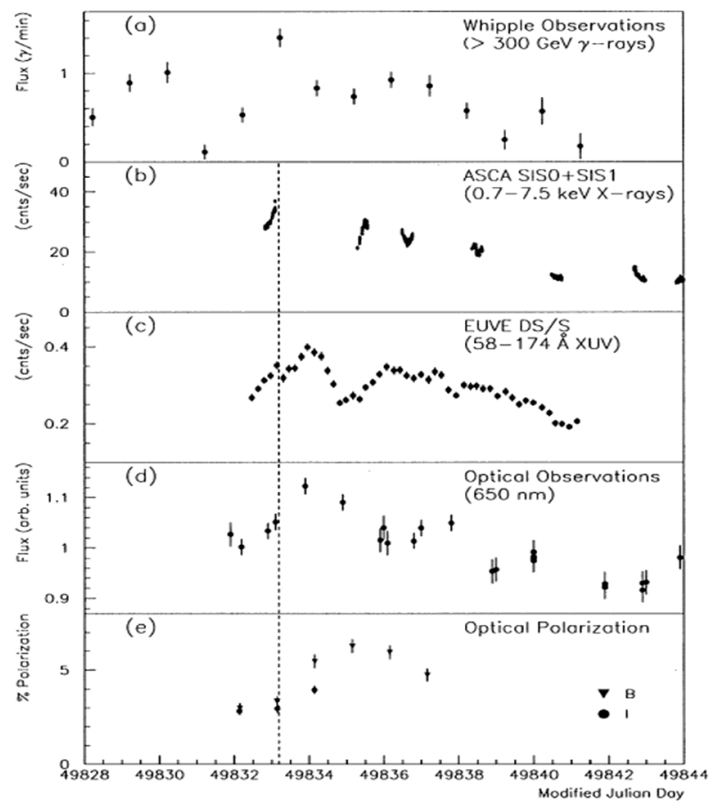 (a)
Whipple Observations
(> 300 GeV γ-rays)
Flux (γ/min)
1
0
(b)
ASCA SIS0+SIS1
(0.7-7.5 keV X-rays)
(cnts/sec)
40
20
0
(c)
EUVE DS/S
(58-174 Å XUV)
(cnts/sec)
0.4
0.2
(d)
Optical Observations
(650 nm)
Flux (arb. units)
1.1
1
0.9
(e)
Optical Polarization
% Polarization
5
0
B
I
49828 49830 49832 49834 49836 49838 49840 49842 49844
Modified Julian Day